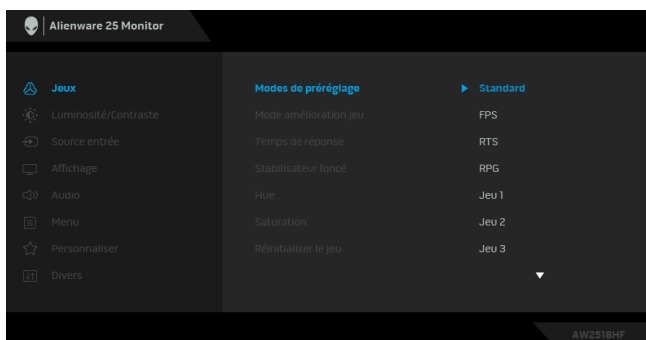 Alienware 25 Monitor
Jeux
Modes de préréglage
Standard
Luminosité/Contraste
Mode amélioration jeu
FPS
Source entrée
Temps de réponse
RTS
Affichage
Stabilisateur foncé
RPG
Audio
Hue
Jeu 1
Menu
Saturation
Jeu 2
Personnaliser
Réinitialiser le jeu
Jeu 3
Divers
AW2518HF